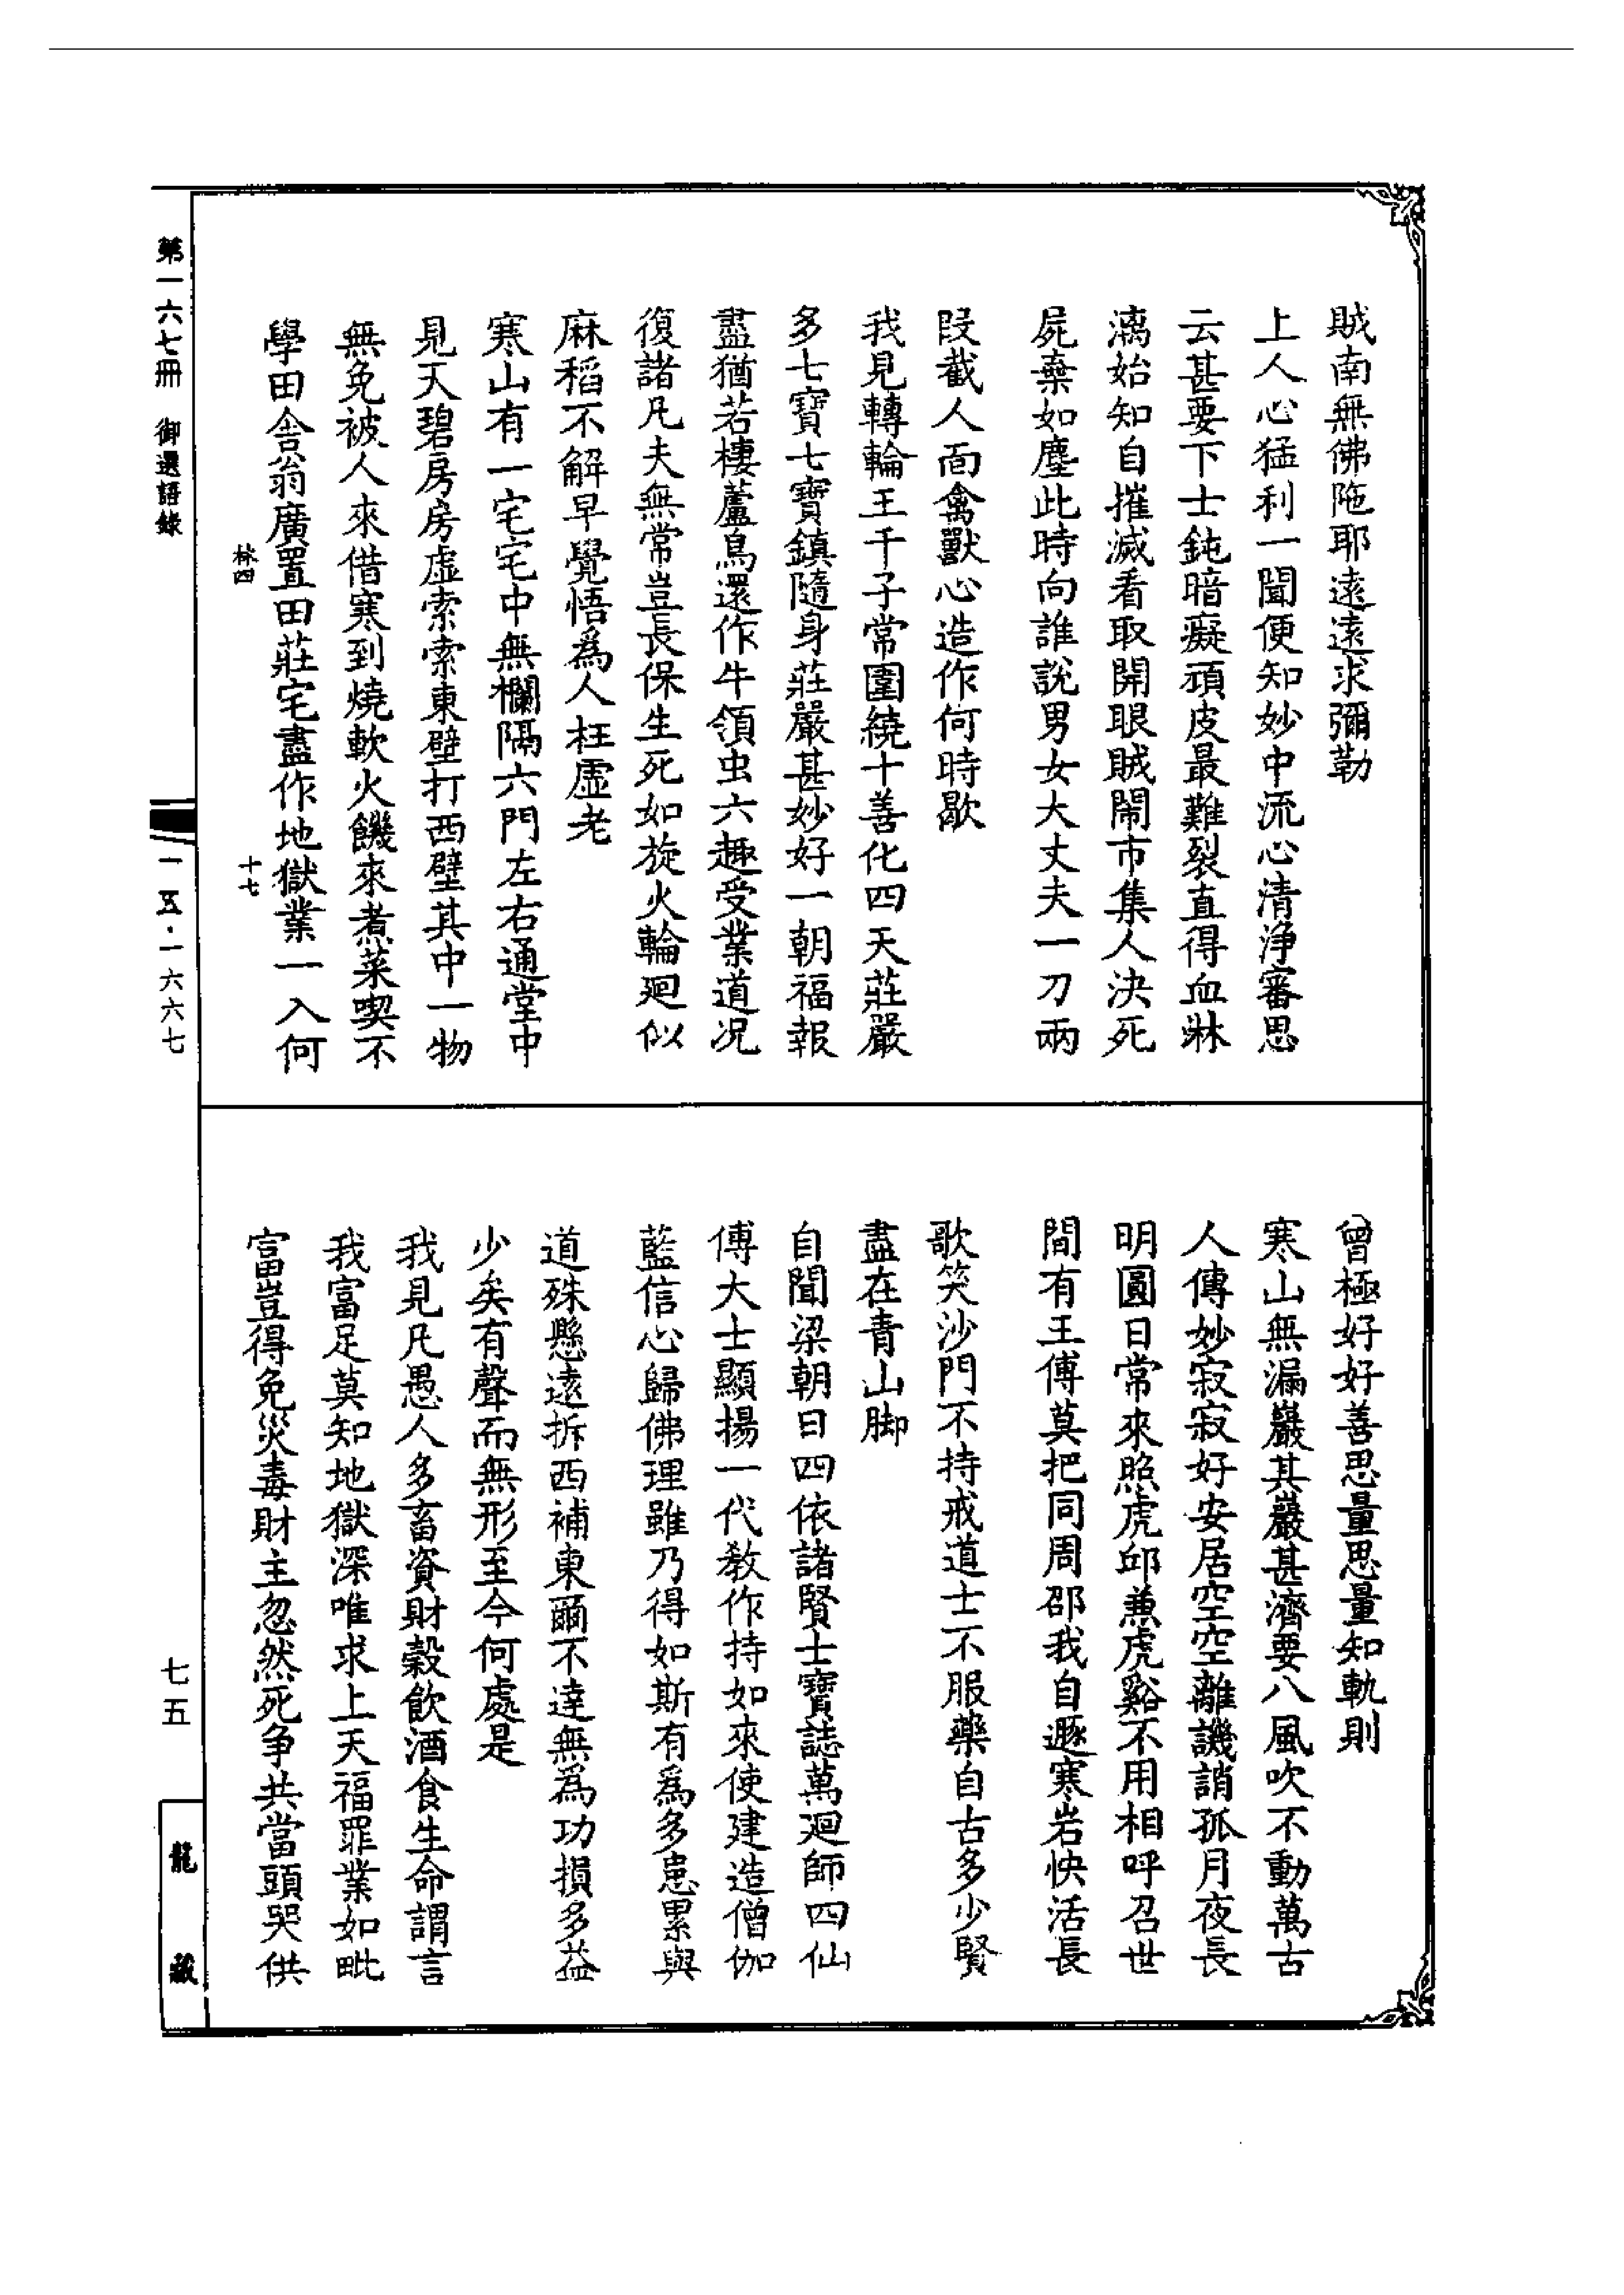 賊南無佛陁耶遠遠求彌勒
上人心猛利一聞便知妙中流心清淨審思
云甚要下士鈍暗癡頑皮最難裂直得血淋
漓始知自摧滅看取開眼賊鬧市集人決死
屍棄如塵此時向誰說男女大丈夫一刀兩
段截人面禽獸心造作何時歇
我見轉輪王千子常圍繞十善化四天莊嚴
多七寶七寶鎮隨身莊嚴甚妙好一朝福報
盡猶若棲蘆鳥還作牛領虫六趣受業道况
復諸凡夫無常豈長保生死如旋火輪廻似
麻稻不解早覺悟爲人枉虛老
寒山有一宅宅中無欄隔六門左右通堂中
見天碧房房虛索索東壁打西壁其中一物
無免被人來借寒到燒軟火饑來煮菜喫不
學田舍翁廣置田莊宅盡作地獄業一入何
林四
十七
第一六七冊 御選語錄
一五·一六六七
曾極好好善思量思量知軌則
寒山無漏巖其巖甚濟要八風吹不動萬古
人傳妙寂寂好安居空空離譏誚孤月夜長
明圓日常來照虎邱兼虎谿不用相呼召世
間有王傅莫把同周邵我自遯寒岩快活長
歌笑沙門不持戒道士不服藥自古多少賢
盡在青山脚
自聞梁朝日四依諸賢士寶誌萬廻師四仙
傅大士顯揚一代教作持如來使建造僧伽
藍信心歸佛理雖乃得如斯有爲多患累與
道殊懸遠拆西補東爾不達無爲功損多益
少矣有聲而無形至今何處是
我見凡愚人多畜資財穀飲酒食生命謂言
我富足莫知地獄深唯求上天福罪業如毗
富豈得免災毒財主忽然死爭共當頭哭供
七五
龍藏